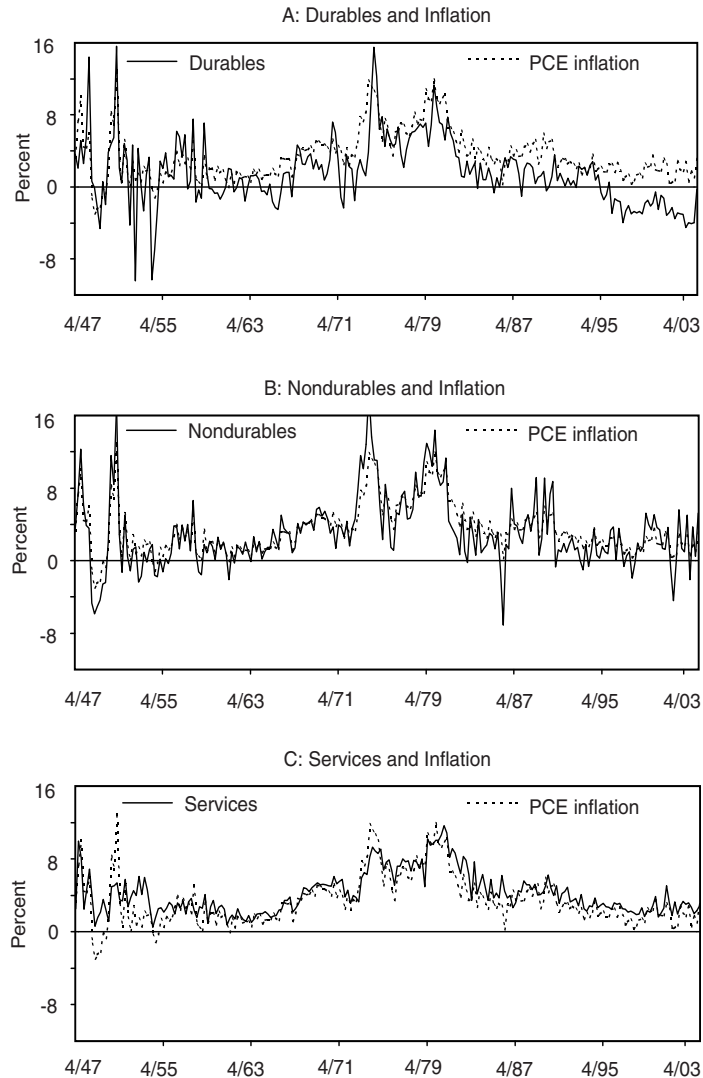 A: Durables and Inflation
16
Durables
PCE inflation
8
Percent
0
-8
4/47 4/55 4/63 4/71 4/79 4/87 4/95 4/03
B: Nondurables and Inflation
16
Nondurables
PCE inflation
8
Percent
0
-8
4/47 4/55 4/63 4/71 4/79 4/87 4/95 4/03
C: Services and Inflation
16
Services
PCE inflation
8
Percent
0
-8
4/47 4/55 4/63 4/71 4/79 4/87 4/95 4/03